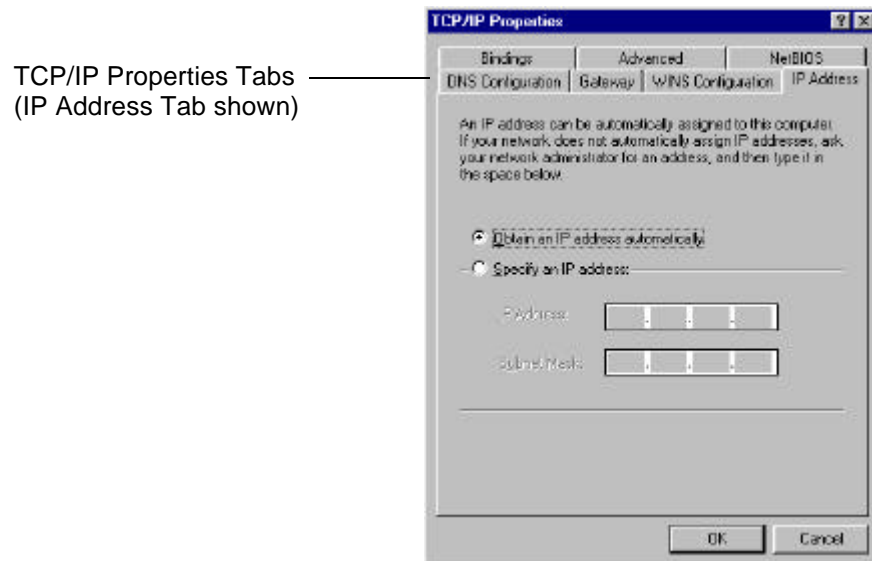 TCP/IP Properties Tabs
(IP Address Tab shown)
TCP/IP Properties
Bindings Advanced NetBIOS
DNS Configuration Gateway WINS Configuration IP Address
An IP address can be automatically assigned to this computer.
If your network does not automatically assign IP addresses, ask
your network administrator for an address, and then type it in
the space below.
Obtain an IP address automatically
Specify an IP address:
IP Address:
Subnet Mask:
OK Cancel